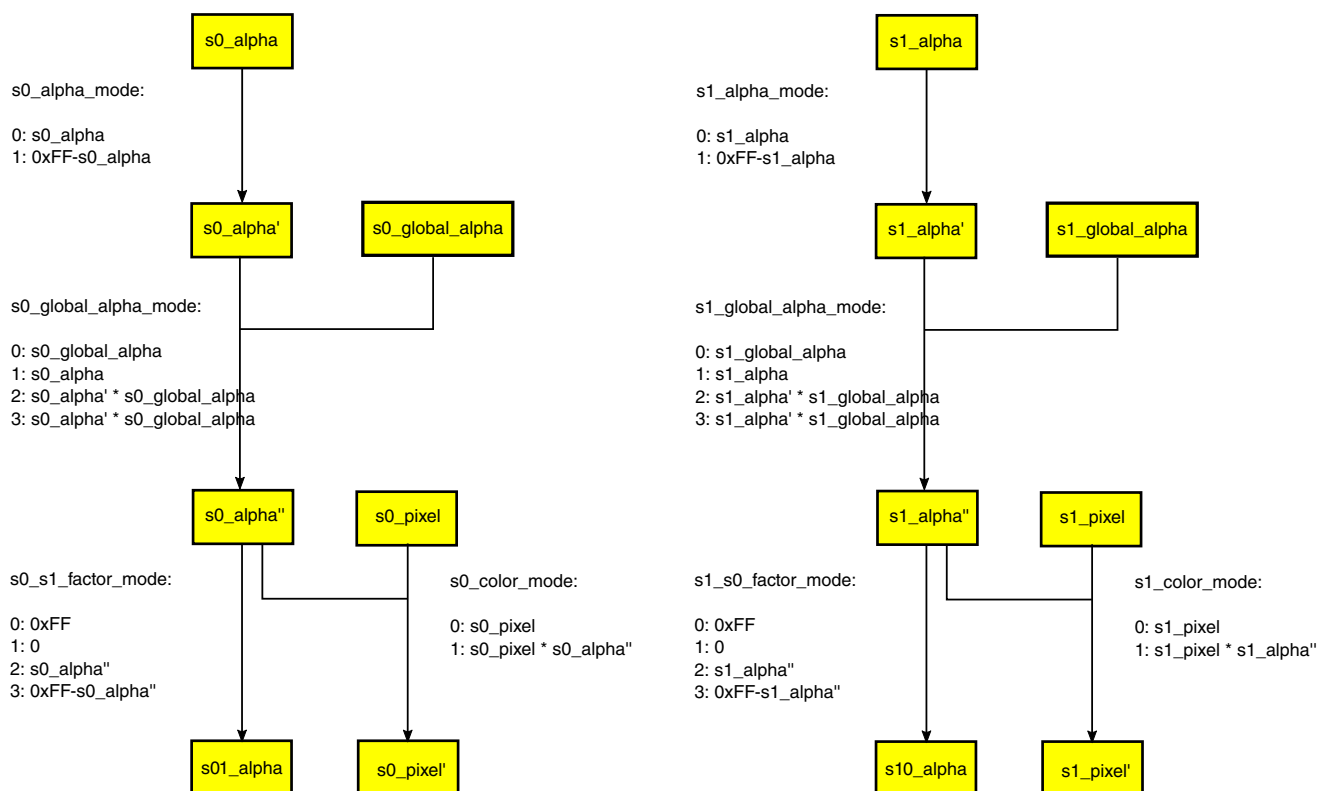 s0_alpha
s0_alpha_mode:
0: s0_alpha
1: 0xFF-s0_alpha
s0_alpha'
s0_global_alpha
s0_global_alpha_mode:
0: s0_global_alpha
1: s0_alpha
2: s0_alpha' * s0_global_alpha
3: s0_alpha' * s0_global_alpha
s0_alpha"
s0_pixel
s0_s1_factor_mode:
0: 0xFF
1: 0
2: s0_alpha"
3: 0xFF-s0_alpha"
s0_color_mode:
0: s0_pixel
1: s0_pixel * s0_alpha"
s01_alpha
s0_pixel'
s1_alpha
s1_alpha_mode:
0: s1_alpha
1: 0xFF-s1_alpha
s1_alpha'
s1_global_alpha
s1_global_alpha_mode:
0: s1_global_alpha
1: s1_alpha
2: s1_alpha' * s1_global_alpha
3: s1_alpha' * s1_global_alpha
s1_alpha"
s1_pixel
s1_s0_factor_mode:
0: 0xFF
1: 0
2: s1_alpha"
3: 0xFF-s1_alpha"
s1_color_mode:
0: s1_pixel
1: s1_pixel * s1_alpha"
s10_alpha
s1_pixel'